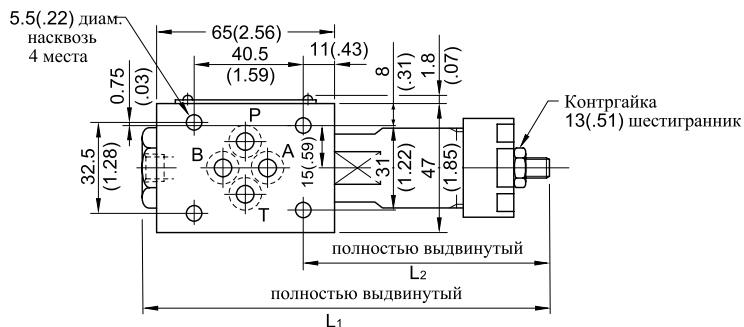 5.5(.22) диам.
насквозь
4 места
65(2.56)
40.5
(1.59)
11(.43)
8
(.31)
1.8
(.07)
0.75
(.03)
Контргайка
13(.51) шестигранник
P
B
A
T
32.5
(1.28)
15(.59)
31
(1.22)
47
(1.85)
полностью выдвинутый
L2
полностью выдвинутый
L1